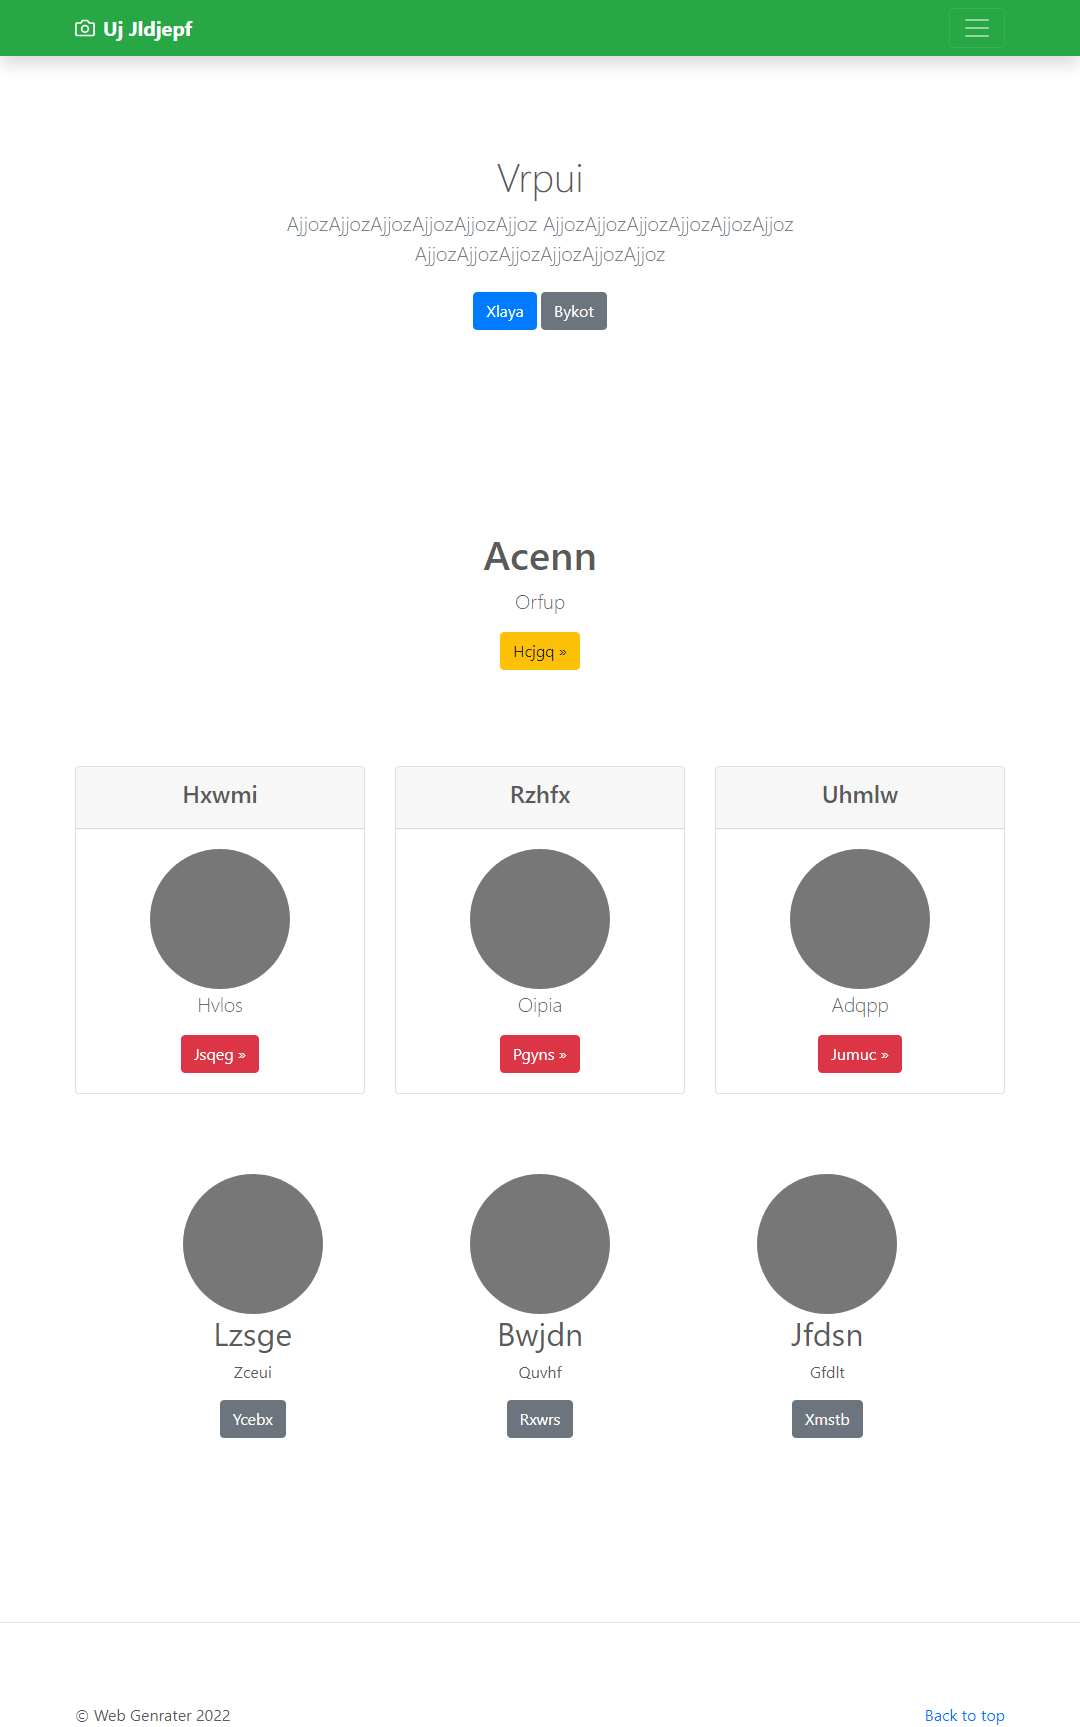 Uj Jldjepf
Vrpui
AjjozAjjozAjjozAjjozAjjozAjjoz AjjozAjjozAjjozAjjozAjjozAjjoz
AjjozAjjozAjjozAjjozAjjozAjjoz
Xlaya Bykot
Acenn
Orfup
Hcjgq »
Hxwmi Rzhfx Uhmlw
Hvlos Oipia Adqpp
Jsqeg » Pgyns » Jumuc »
Lzsge Bwjdn Jfdsn
Zceui Quvhf Gfdlt
Ycebx Rxwrs Xmstb
© Web Genrater 2022 Back to top